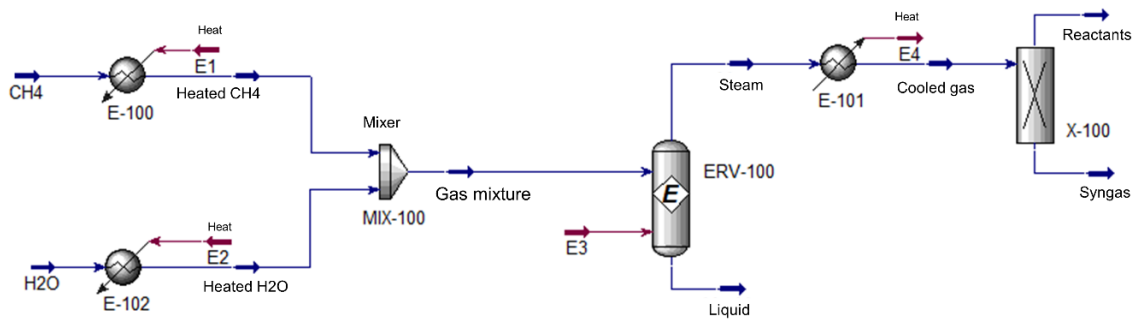 Heat
E1
CH4
E-100
Heated CH4
Mixer
MIX-100
Gas mixture
Heat
E2
H2O
E-102
Heated H2O
E3
E
ERV-100
Liquid
Steam
Heat
E4
E-101
Cooled gas
Reactants
X-100
Syngas